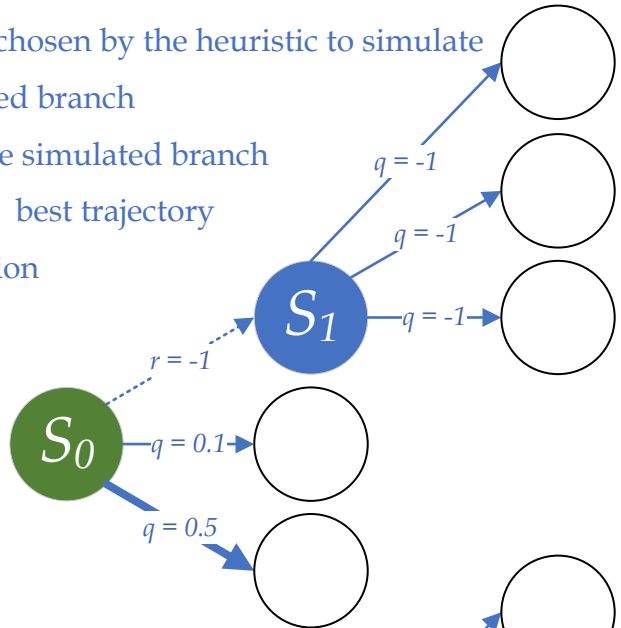 chosen by the heuristic to simulate
ed branch
e simulated branch
best trajectory
ion
q = -1
q = -1
S1
q = -1
r = -1
S0
q = 0.1
q = 0.5